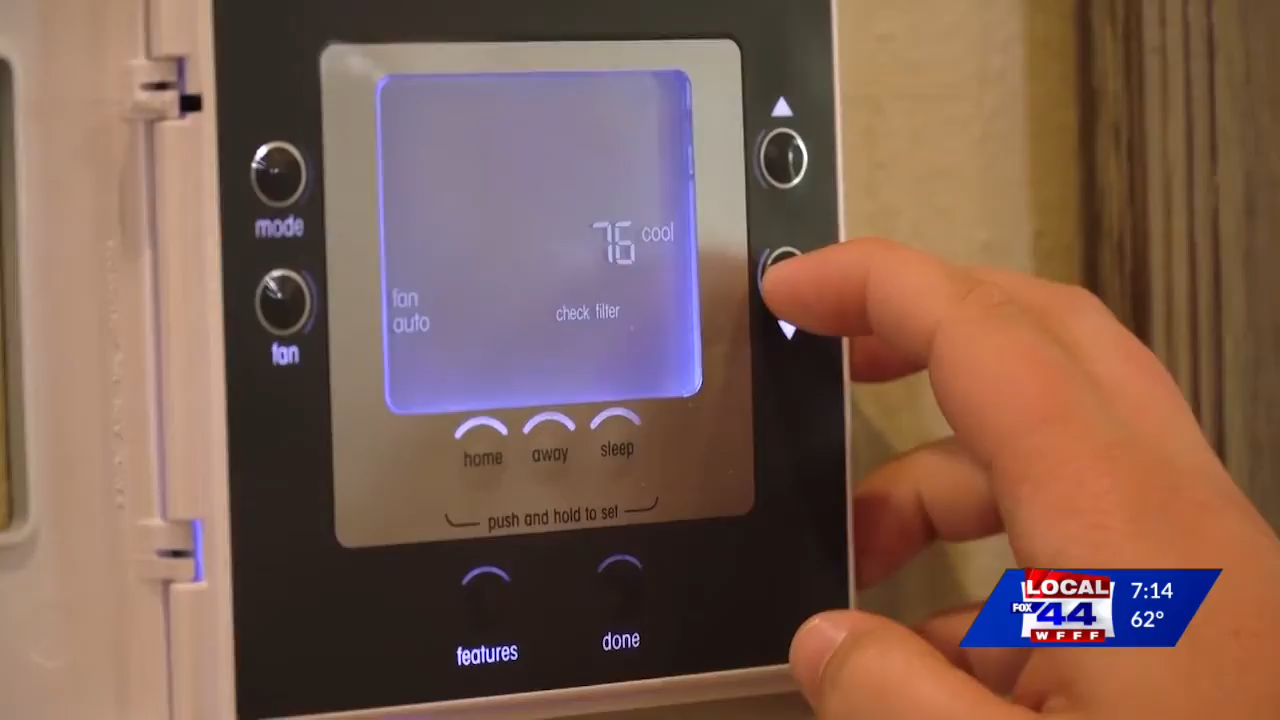 mode
fan
76 cool
fan
auto
check filter
home away sleep
push and hold to set
features done
LOCAL
FOX 44
WFFF
7:14
62°